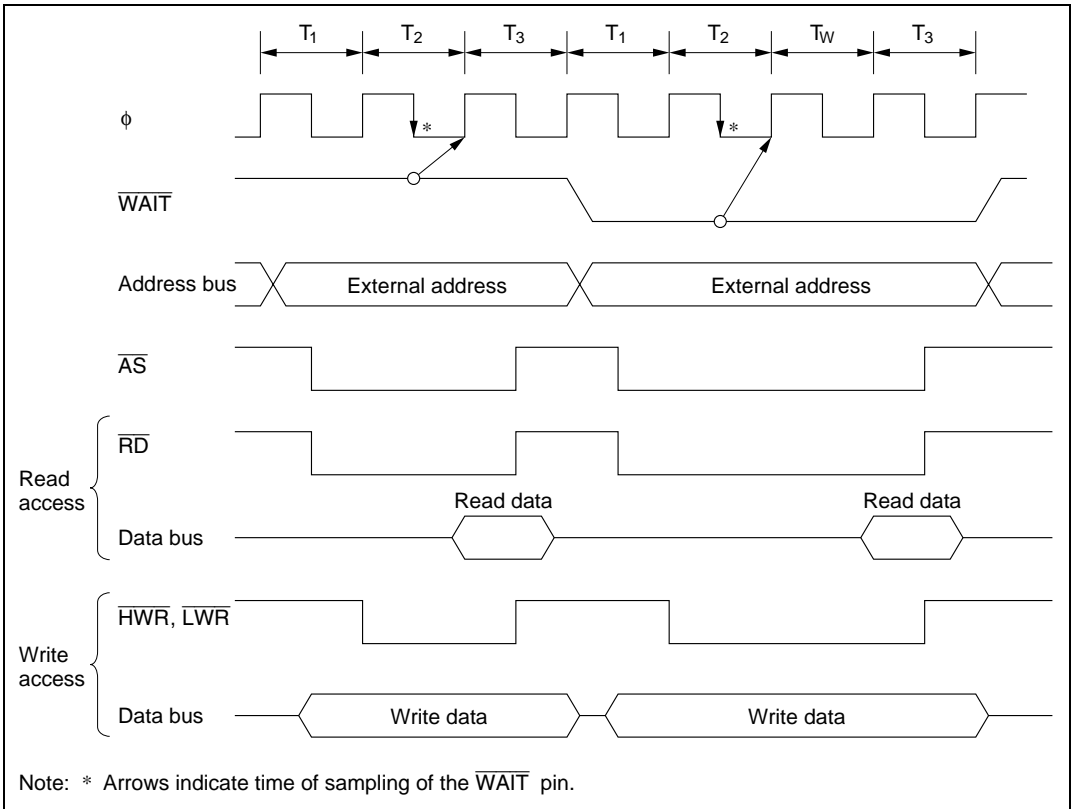 T1 T2 T3 T1 T2 TW T3
ϕ
*
*
WAIT
Address bus
External address
External address
AS
Read access
RD
Read data
Read data
Data bus
Write access
HWR, LWR
Data bus
Write data
Write data
Note: * Arrows indicate time of sampling of the WAIT pin.